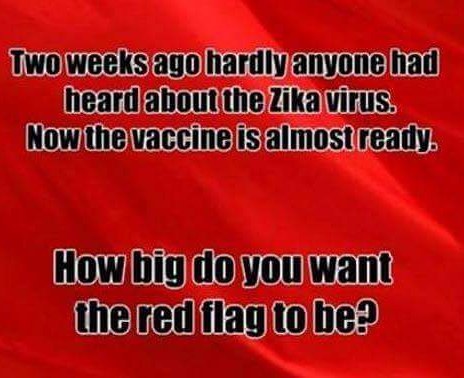 Two weeks ago hardly anyone had
heard about the Zika virus.
Now the vaccine is almost ready.
How big do you want
the red flag to be?